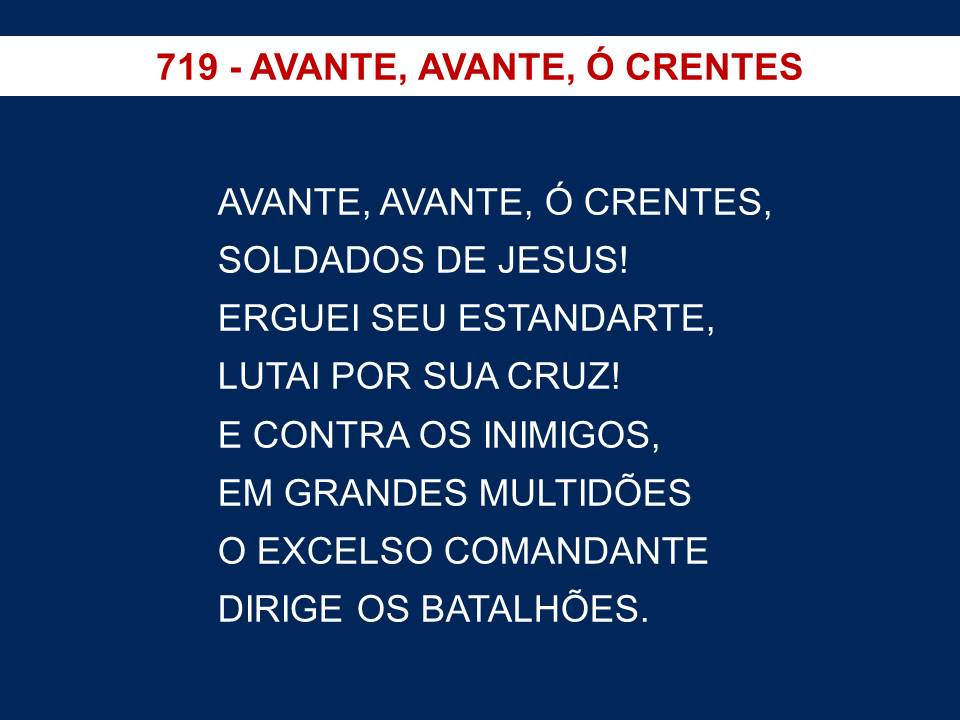 719 - AVANTE, AVANTE, Ó CRENTES
AVANTE, AVANTE, Ó CRENTES,
SOLDADOS DE JESUS!
ERGUEI SEU ESTANDARTE,
LUTAI POR SUA CRUZ!
E CONTRA OS INIMIGOS,
EM GRANDES MULTIDÕES
O EXCELSO COMANDANTE
DIRIGE OS BATALHÕES.